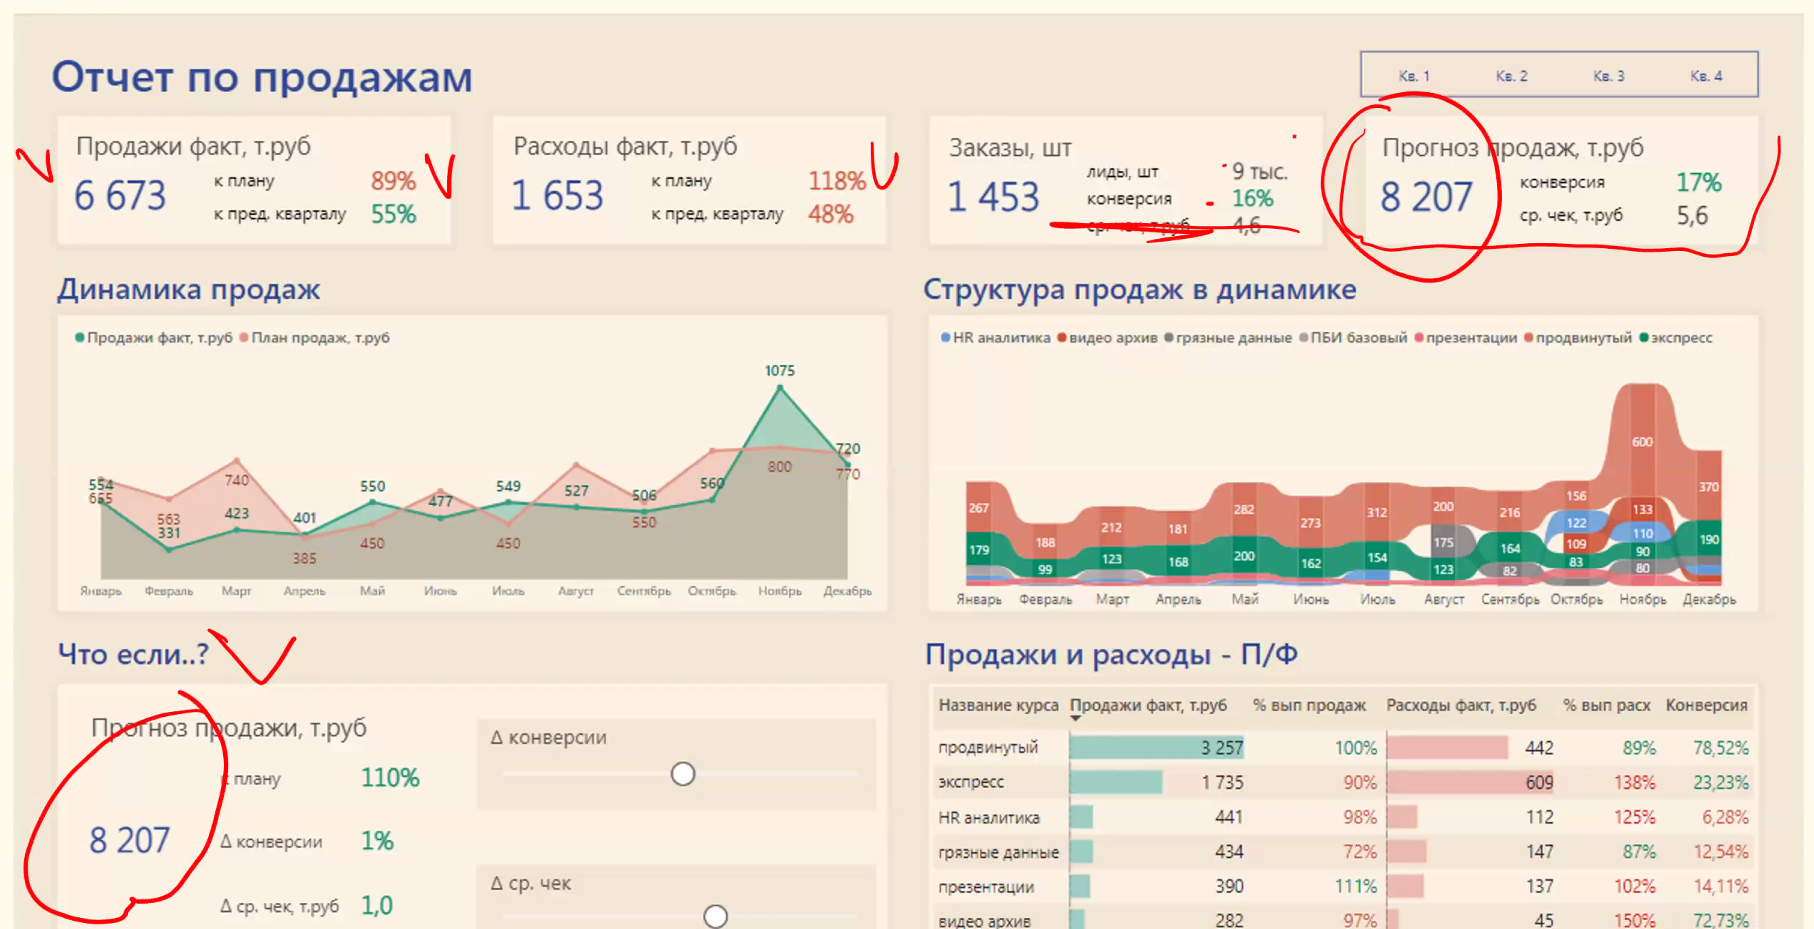 Отчет по продажам
Кв. 1 Кв. 2 Кв. 3 Кв. 4
Продажи факт, т.руб
6 673
к плану 89%
к пред. кварталу 55%
Расходы факт, т.руб
1 653
к плану 118%
к пред. кварталу 48%
Заказы, шт
1 453
лиды, шт 9 тыс.
конверсия 16%
ср. чек, т.руб 4,6
Прогноз продаж, т.руб
8 207
конверсия 17%
ср. чек, т.руб 5,6
Динамика продаж
Продажи факт, т.руб План продаж, т.руб
1075
554 655 563 331 740 423 401 385 550 450 477 549 450 527 506 550 560 800 720 770
Январь Февраль Март Апрель Май Июнь Июль Август Сентябрь Октябрь Ноябрь Декабрь
Структура продаж в динамике
HR аналитика видео архив грязные данные ПБИ базовый презентации продвинутый экспресс
267 179
188 99
212 123
181 168
282 200
273 162
312 154
200 175 123
216 164 82
156 122 109 83
600 133 110 90 80
370 190
Январь Февраль Март Апрель Май Июнь Июль Август Сентябрь Октябрь Ноябрь Декабрь
Что если..?
Прогноз продажи, т.руб
8 207
к плану 110%
Δ конверсии 1%
Δ ср. чек, т.руб 1,0
Δ конверсии
Δ ср. чек
Продажи и расходы - П/Ф
Название курса Продажи факт, т.руб % вып продаж Расходы факт, т.руб % вып расх Конверсия
продвинутый 3 257 100% 442 89% 78,52%
экспресс 1 735 90% 609 138% 23,23%
HR аналитика 441 98% 112 125% 6,28%
грязные данные 434 72% 147 87% 12,54%
презентации 390 111% 137 102% 14,11%
видео архив 282 97% 45 150% 72,73%